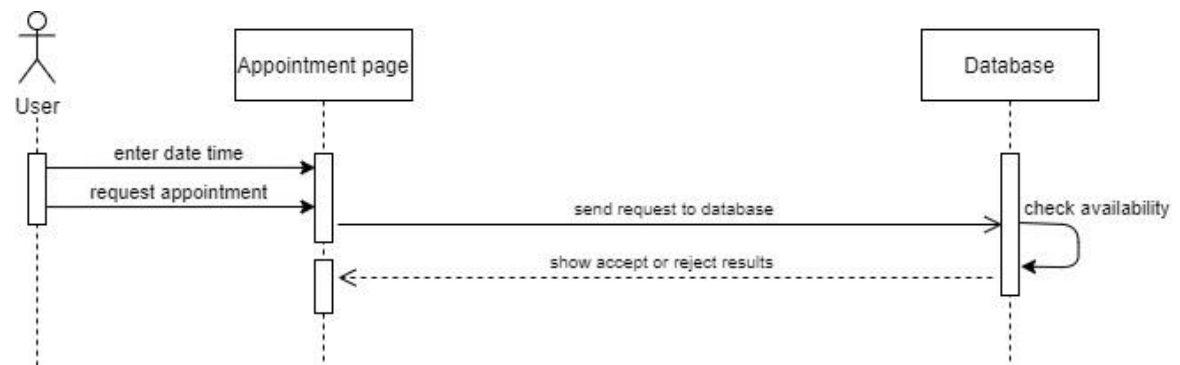 User
Appointment page
Database
enter date time
request appointment
send request to database
check availability
show accept or reject results